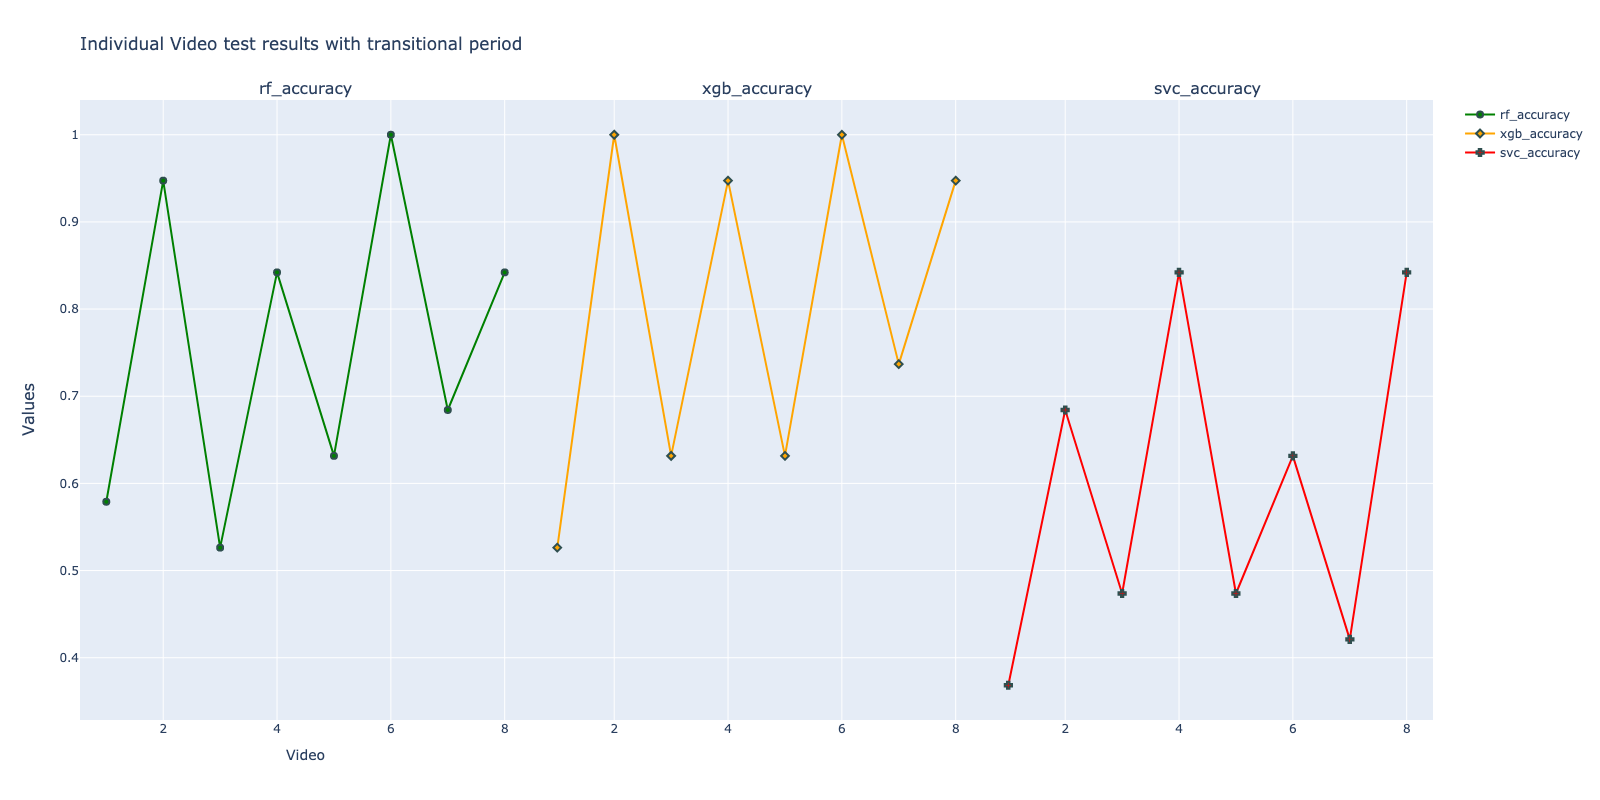 Individual Video test results with transitional period
rf_accuracy
xgb_accuracy
svc_accuracy
rf_accuracy
xgb_accuracy
svc_accuracy
1
0.9
0.8
0.7
0.6
0.5
0.4
Values
2 4 6 8 2 4 6 8 2 4 6 8
Video